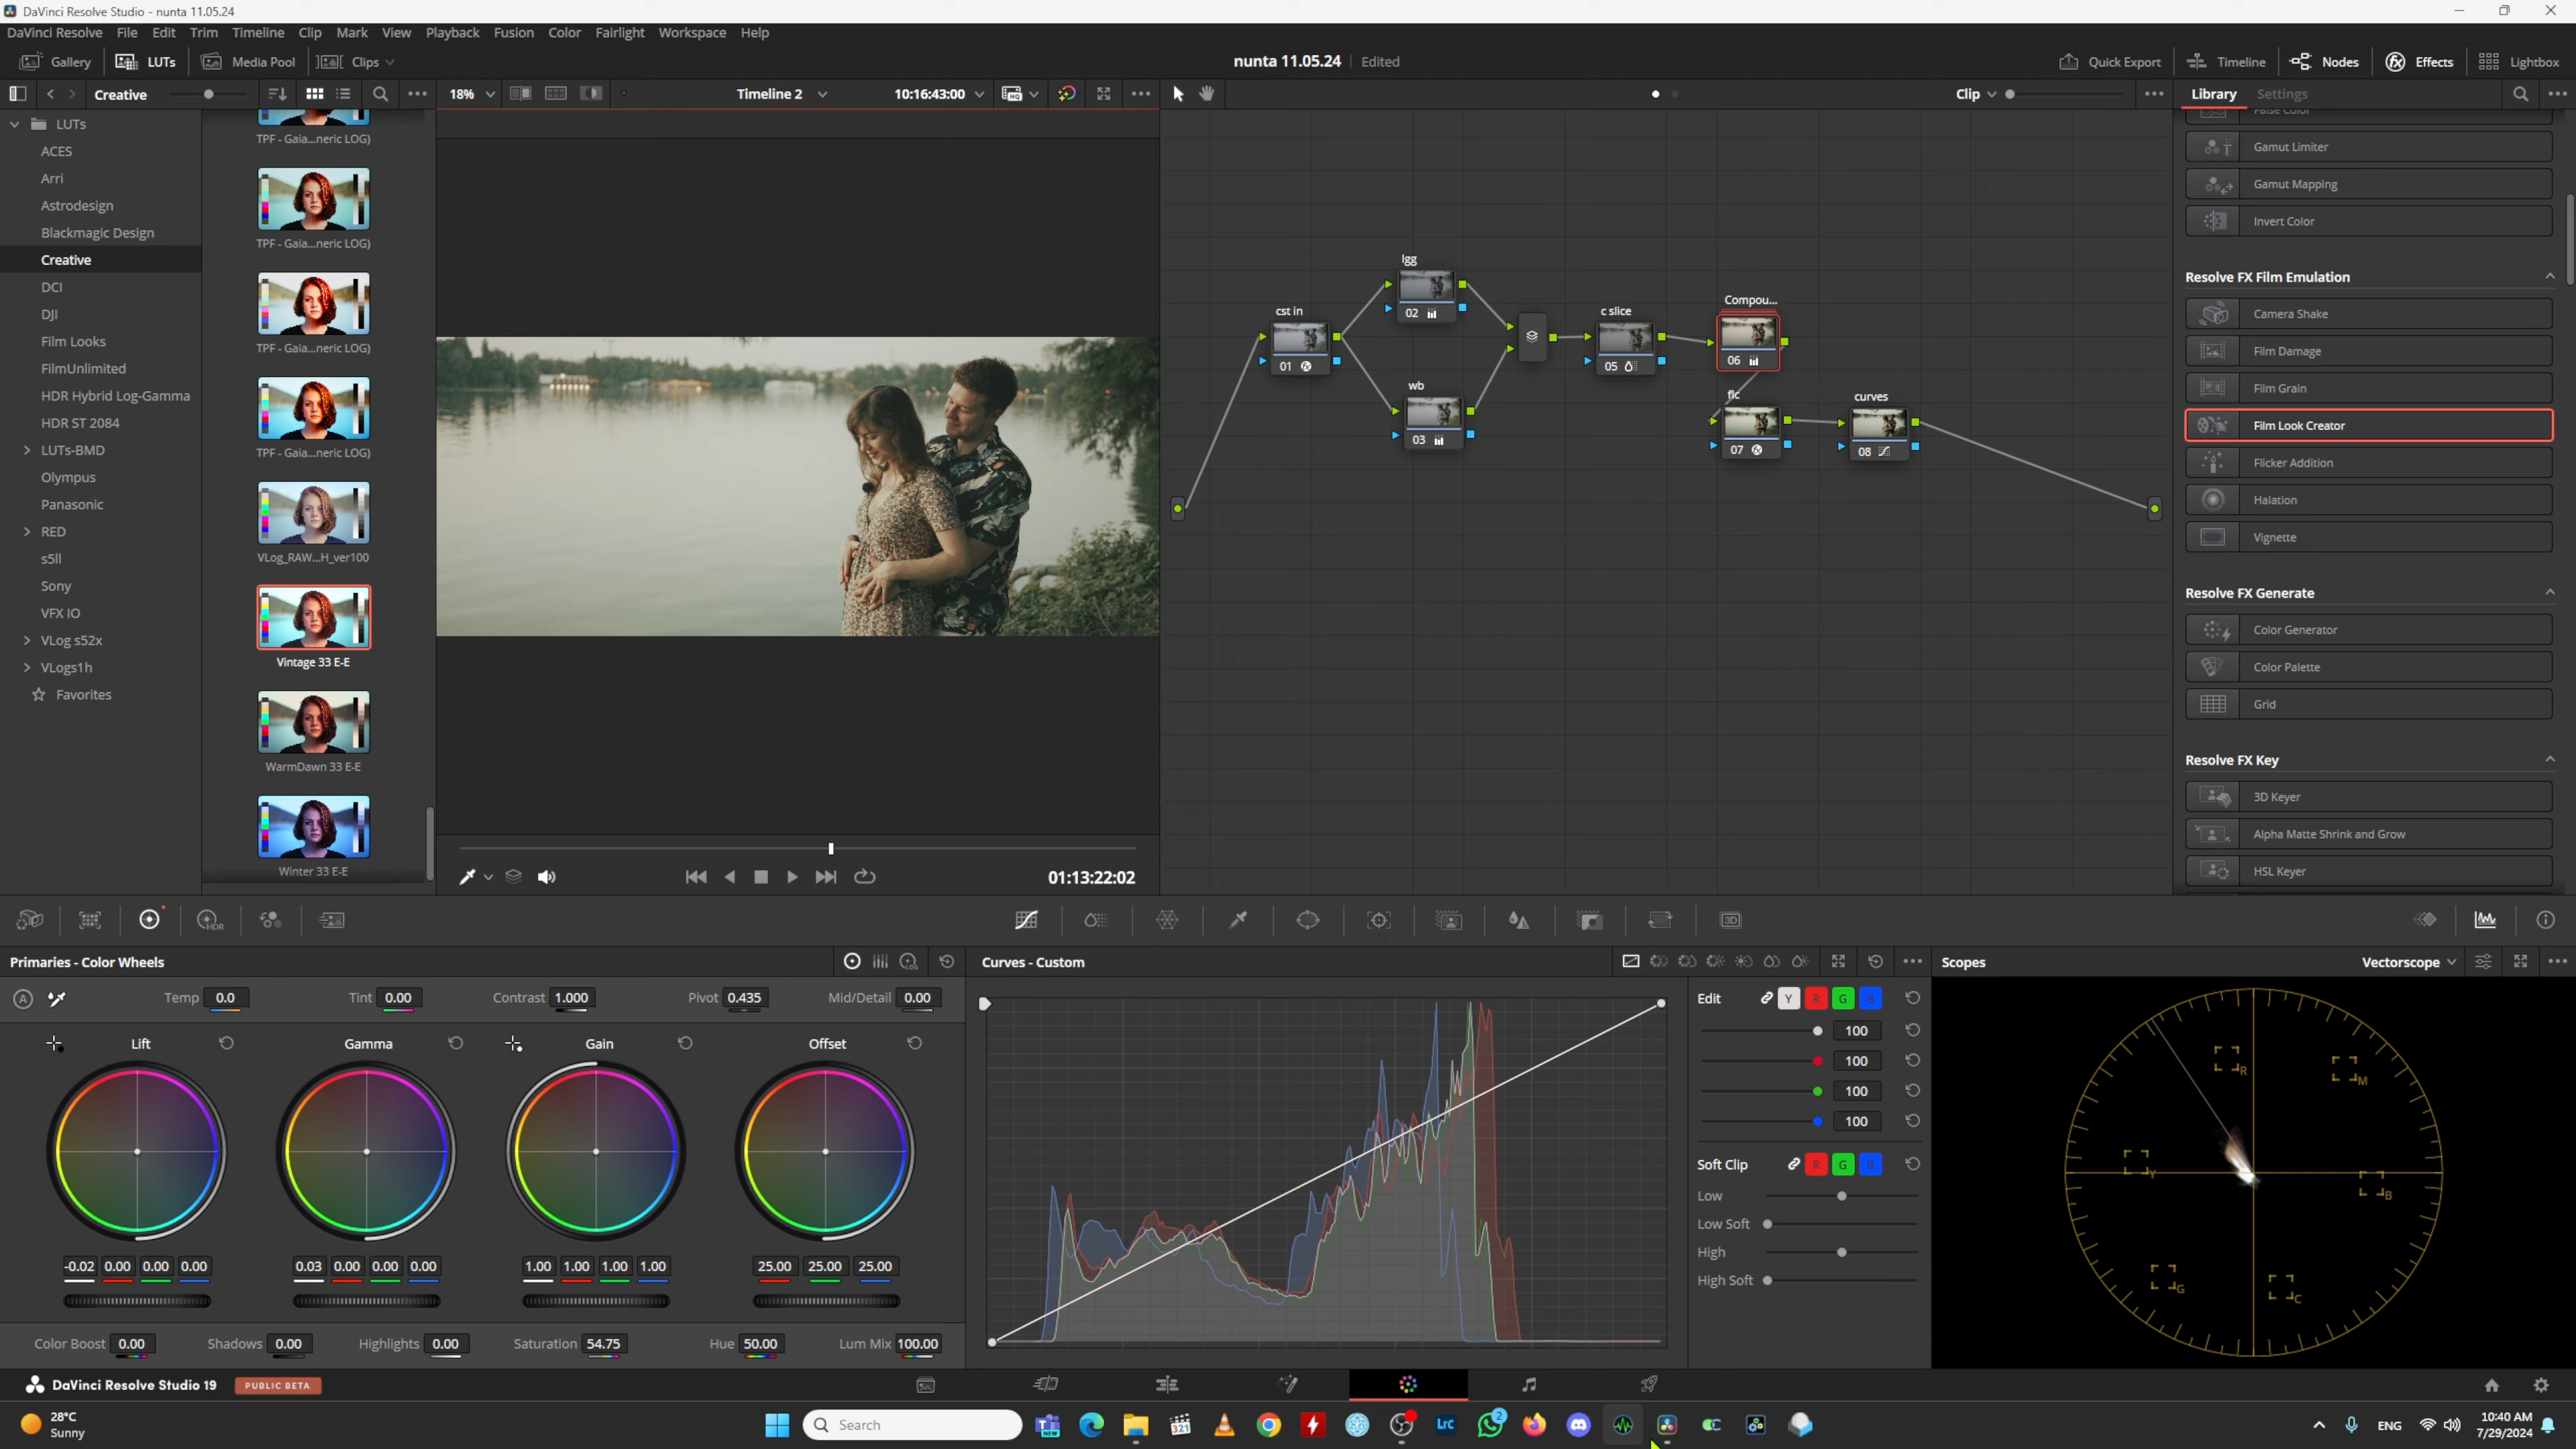 DaVinci Resolve Studio - nunta 11.05.24
DaVinci Resolve File Edit Trim Timeline Clip Mark View Playback Fusion Color Fairlight Workspace Help
Gallery LUTs Media Pool Clips nunta 11.05.24 Edited Quick Export Timeline Nodes Effects Lightbox
Creative 18% Timeline 2 10:16:43:00 Clip Library Settings
LUTs
ACES
Arri
Astrodesign
Blackmagic Design
Creative
DCI
DJI
Film Looks
FilmUnlimited
HDR Hybrid Log-Gamma
HDR ST 2084
LUTs-BMD
Olympus
Panasonic
RED
s5ll
Sony
VFX IO
VLog s52x
VLogs1h
Favorites
TPF - Gaia...neric LOG)
TPF - Gaia...neric LOG)
TPF - Gaia...neric LOG)
TPF - Gaia...neric LOG)
VLog_RAW...H_ver100
Vintage 33 E-E
WarmDawn 33 E-E
Winter 33 E-E
01:13:22:02
cst in
01
lgg
02
wb
03
c slice
05
Compou...
06
flc
07
curves
08
False Color
Gamut Limiter
Gamut Mapping
Invert Color
Resolve FX Film Emulation
Camera Shake
Film Damage
Film Grain
Film Look Creator
Flicker Addition
Halation
Vignette
Resolve FX Generate
Color Generator
Color Palette
Grid
Resolve FX Key
3D Keyer
Alpha Matte Shrink and Grow
HSL Keyer
HDR
3D
Primaries - Color Wheels
LOG
A Temp 0.0 Tint 0.00 Contrast 1.000 Pivot 0.435 Mid/Detail 0.00
Lift Gamma Gain Offset
-0.02 0.00 0.00 0.00 0.03 0.00 0.00 0.00 1.00 1.00 1.00 1.00 25.00 25.00 25.00
Color Boost 0.00 Shadows 0.00 Highlights 0.00 Saturation 54.75 Hue 50.00 Lum Mix 100.00
Curves - Custom
Edit Y R G B
100
100
100
100
Soft Clip R G B
Low
Low Soft
High
High Soft
Scopes Vectorscope
R
M
Y
B
G
C
DaVinci Resolve Studio 19 PUBLIC BETA
28°C
Sunny
Search
NEW
321
Lrc
2
ENG
10:40 AM
7/29/2024